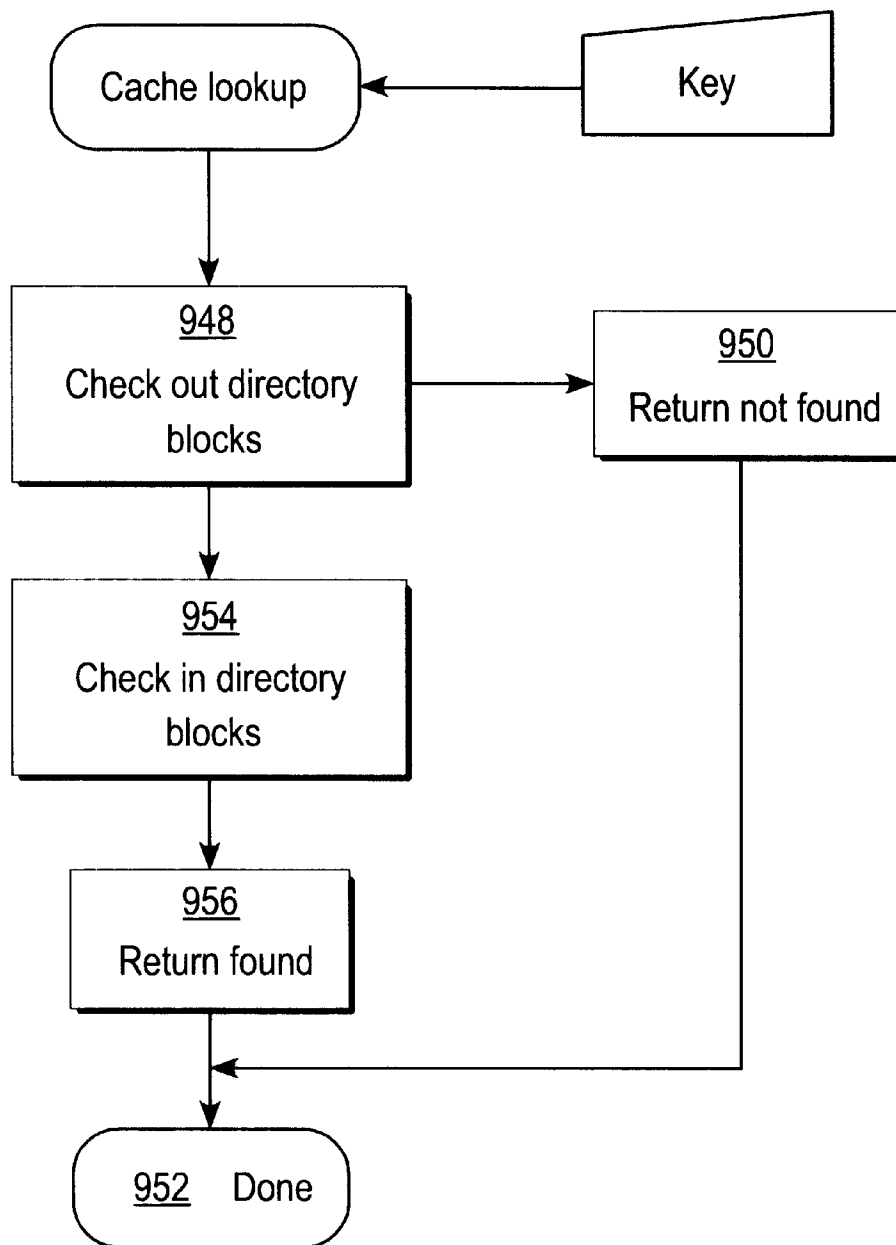 Cache lookup
Key
948
Check out directory
blocks
950
Return not found
954
Check in directory
blocks
956
Return found
952 Done